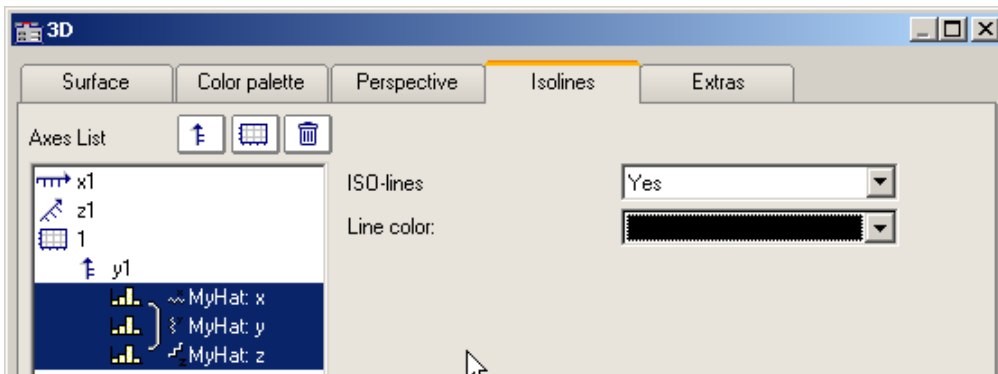 3D
Surface Color palette Perspective Isolines Extras
Axes List
x1
z1
1
y1
MyHat: x
MyHat: y
MyHat: z
ISO-lines Yes
Line color: